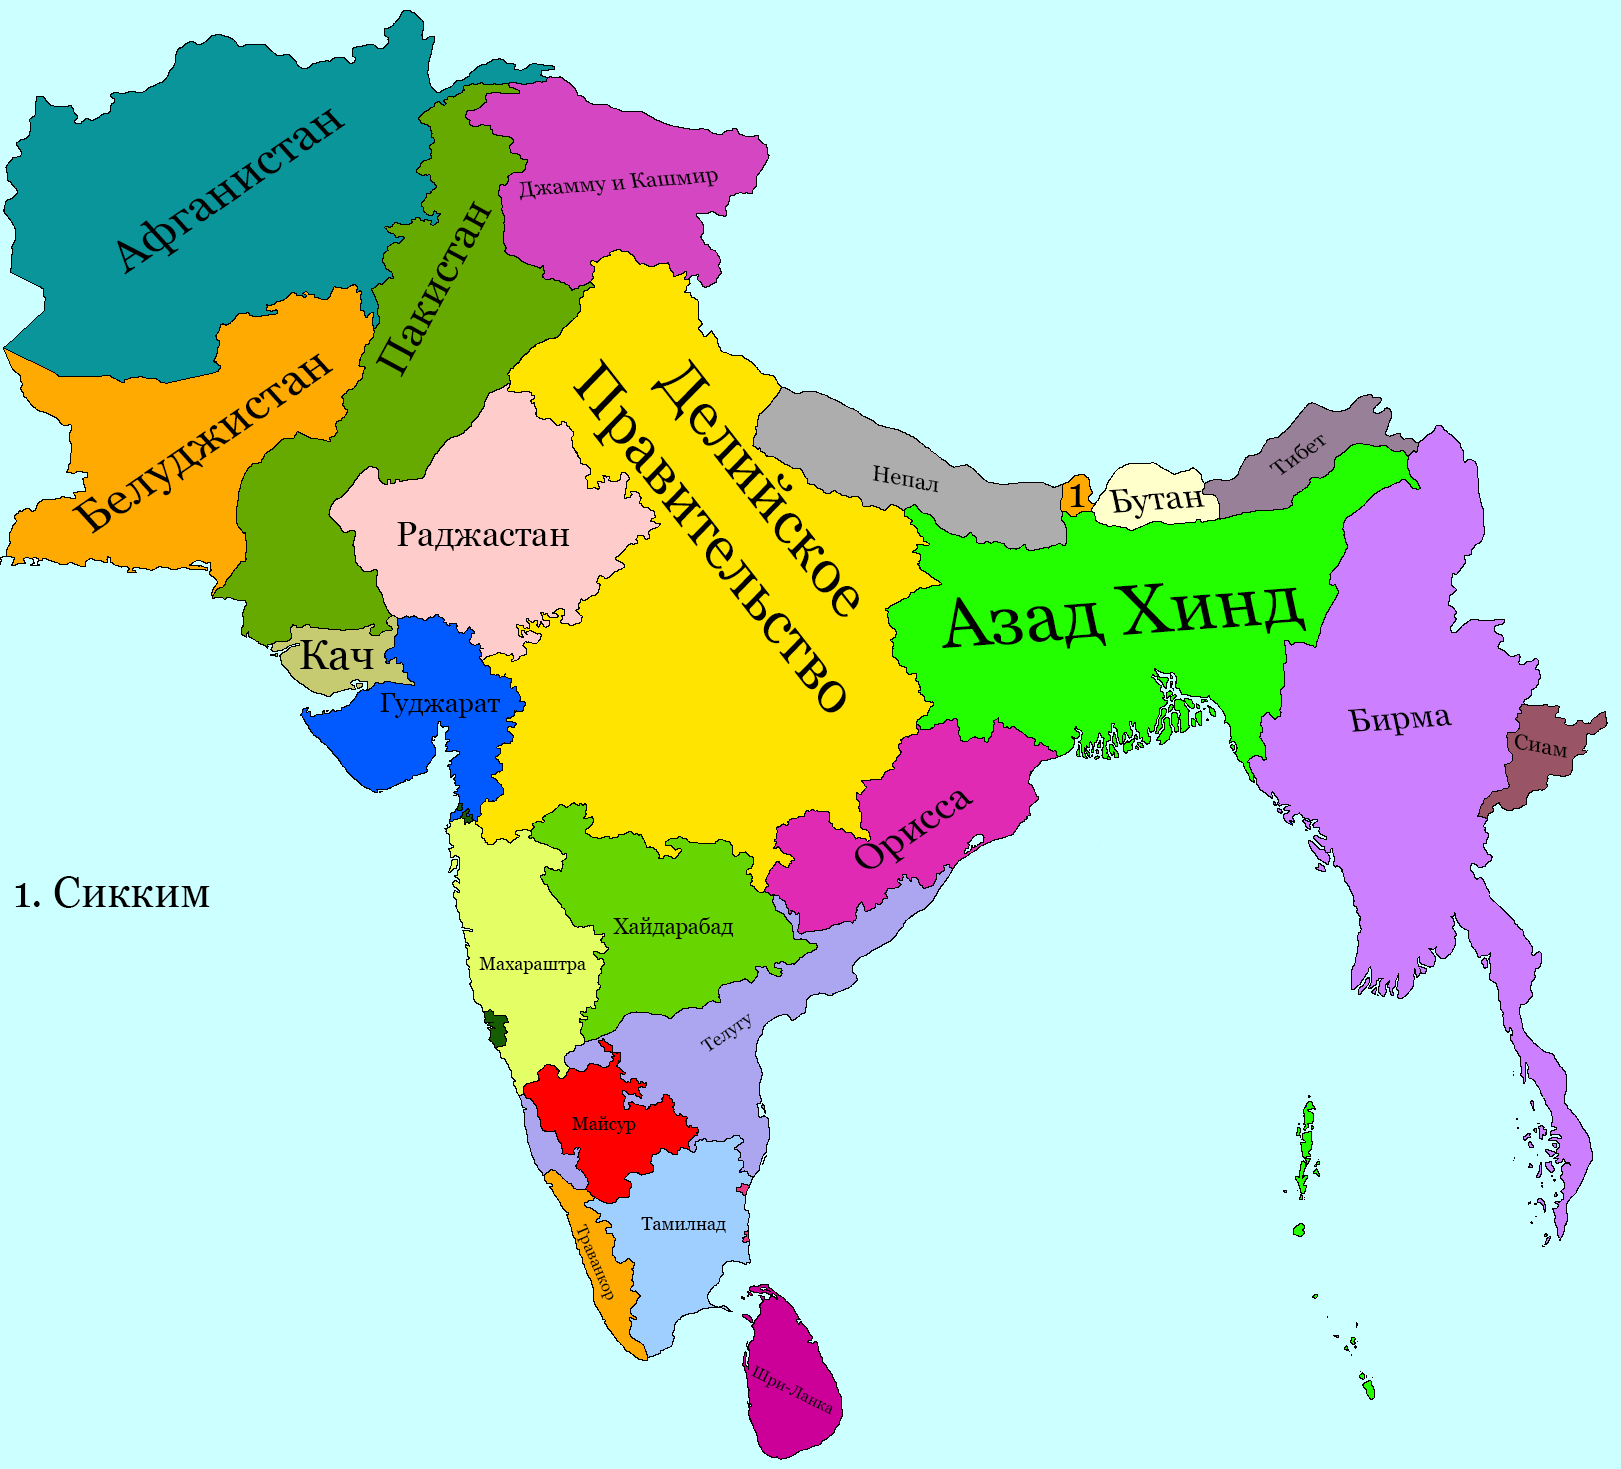 Афганистан
Джамму и Кашмир
Пакистан
Белуджистан
Делийское
Правительство
Непал
1
Бутан
Тибет
Раджастан
Азад Хинд
Кач
Гуджарат
Бирма
Сиам
Орисса
1. Сикким
Хайдарабад
Махараштра
Телугу
Майсур
Тамилнад
Траванкор
Шри-Ланка